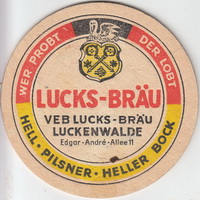 WER PROBT DER LOBT
LUCKS-BRÄU
VEB LUCKS-BRÄU
LUCKENWALDE
Edgar-André-Allee 11
HELL · PILSNER · HELLER BOCK